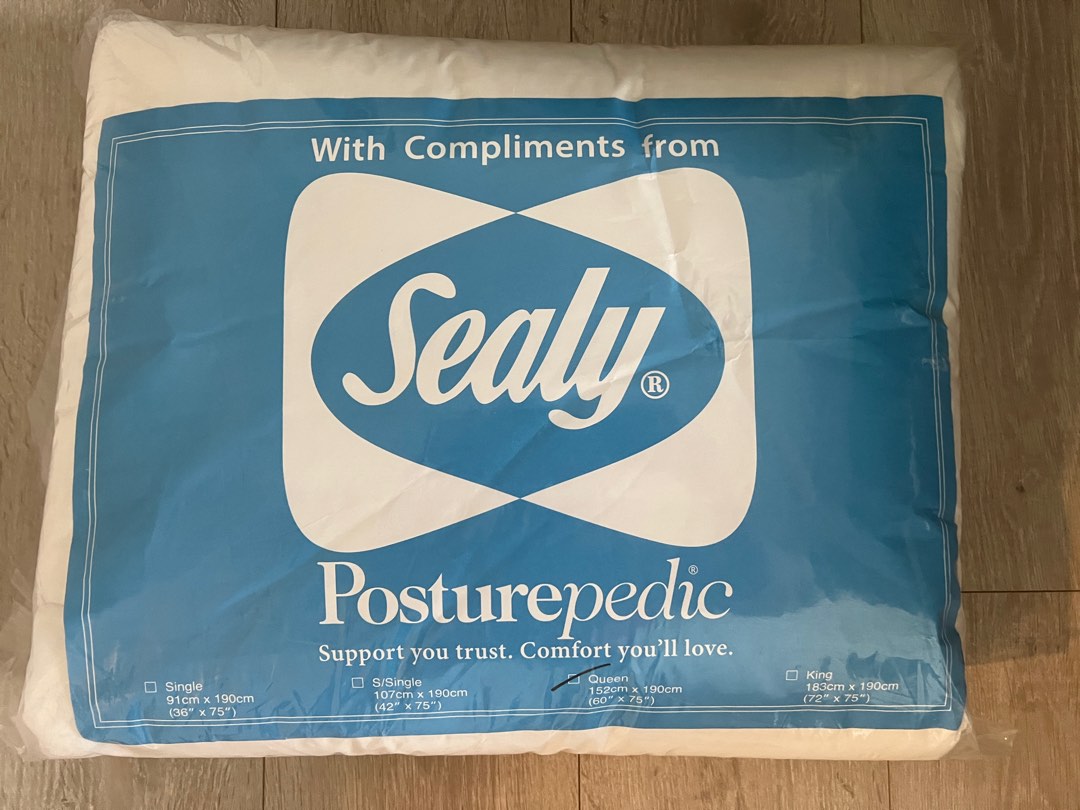 With Compliments from
Sealy®
Posturepedic®
Support you trust. Comfort you'll love.
Single
91cm x 190cm
(36" x 75")
S/Single
107cm x 190cm
(42" x 75")
Queen
152cm x 190cm
(60" x 75")
King
183cm x 190cm
(72" x 75")